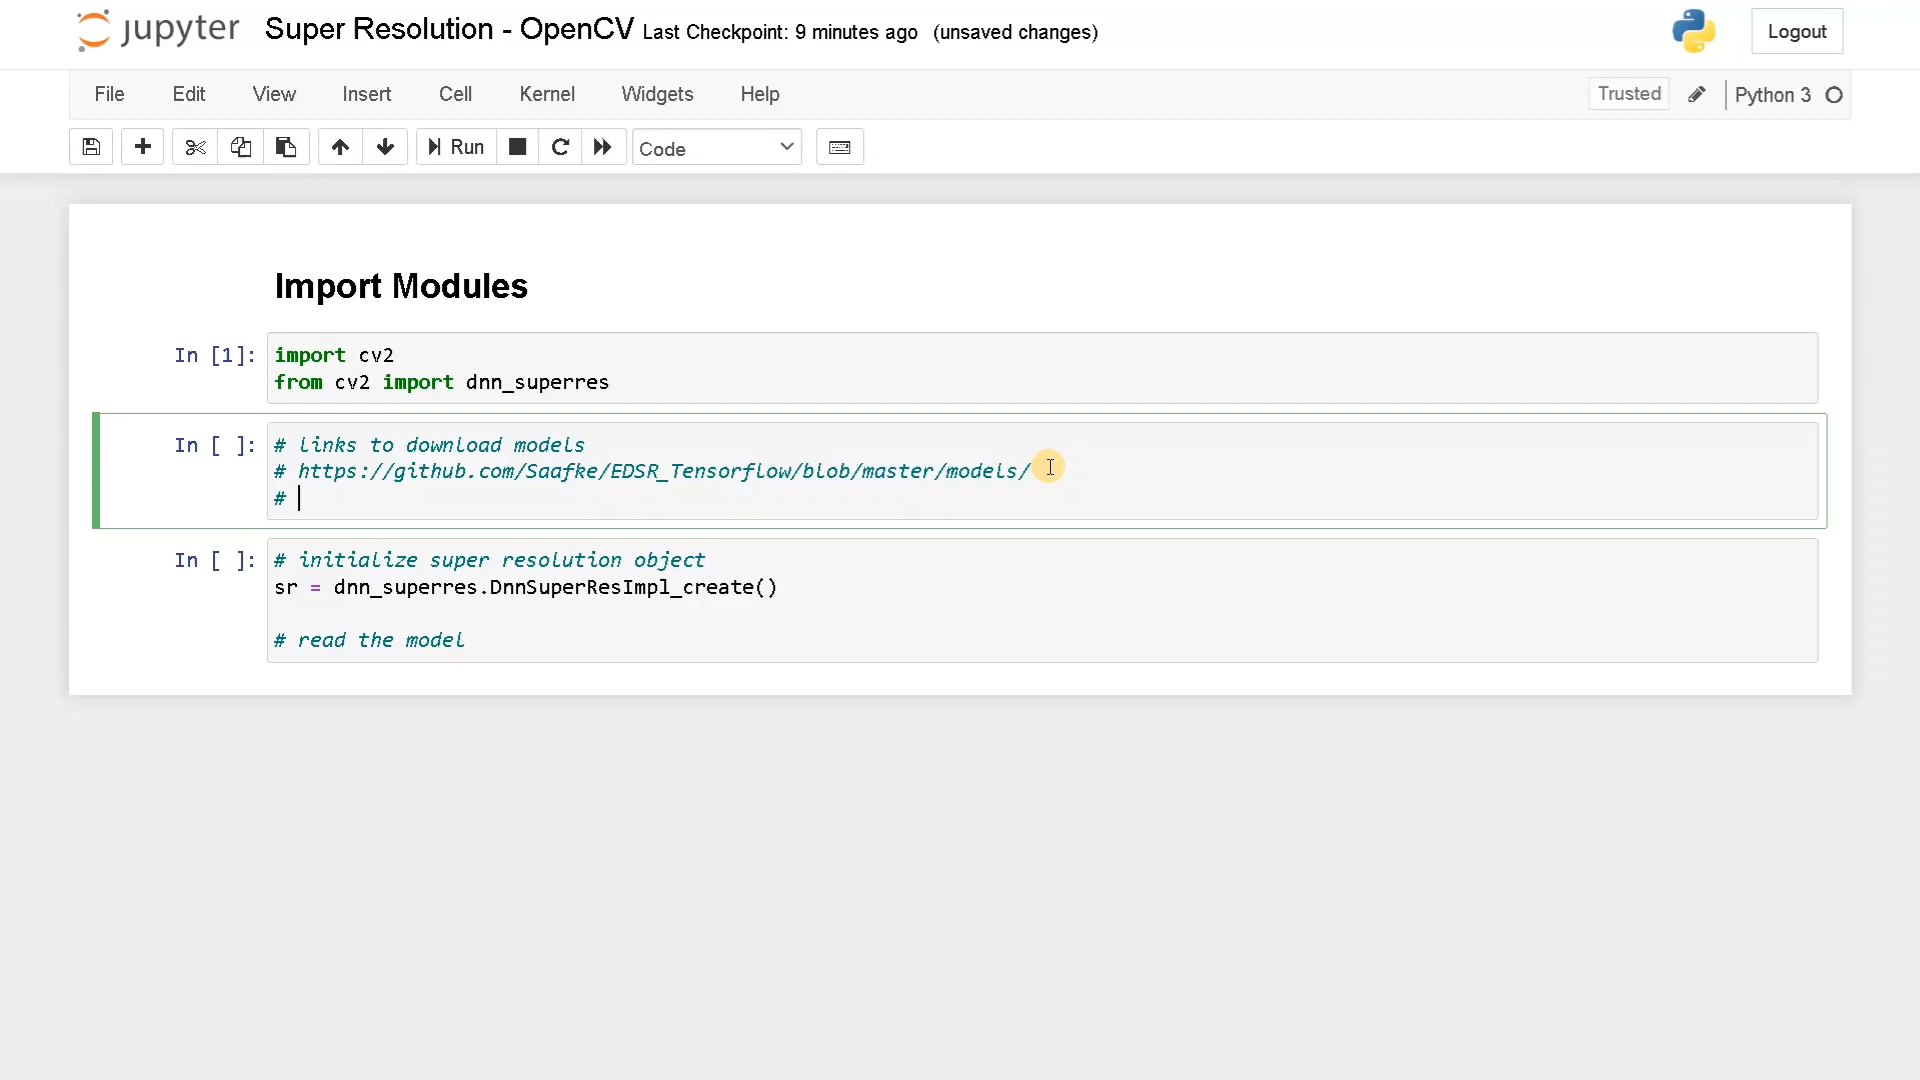 jupyter Super Resolution - OpenCV Last Checkpoint: 9 minutes ago (unsaved changes) Logout
File Edit View Insert Cell Kernel Widgets Help Trusted Python 3
Run Code
Import Modules
In [1]: import cv2
from cv2 import dnn_superres
In [ ]: # links to download models
# https://github.com/Saafke/EDSR_Tensorflow/blob/master/models/
#
In [ ]: # initialize super resolution object
sr = dnn_superres.DnnSuperResImpl_create()
# read the model